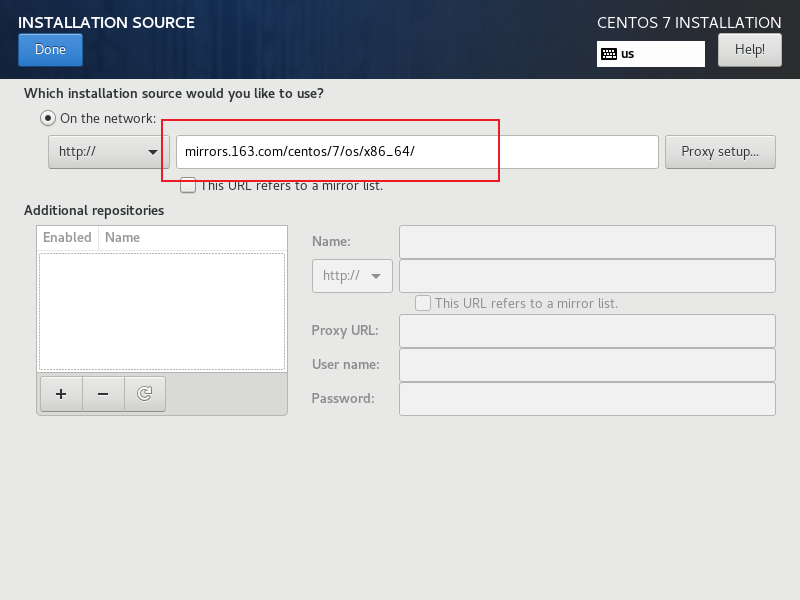 INSTALLATION SOURCE
CENTOS 7 INSTALLATION
Done
us
Help!
Which installation source would you like to use?
On the network:
http://
mirrors.163.com/centos/7/os/x86_64/
Proxy setup...
This URL refers to a mirror list.
Additional repositories
Enabled Name
Name:
http://
This URL refers to a mirror list.
Proxy URL:
User name:
Password: